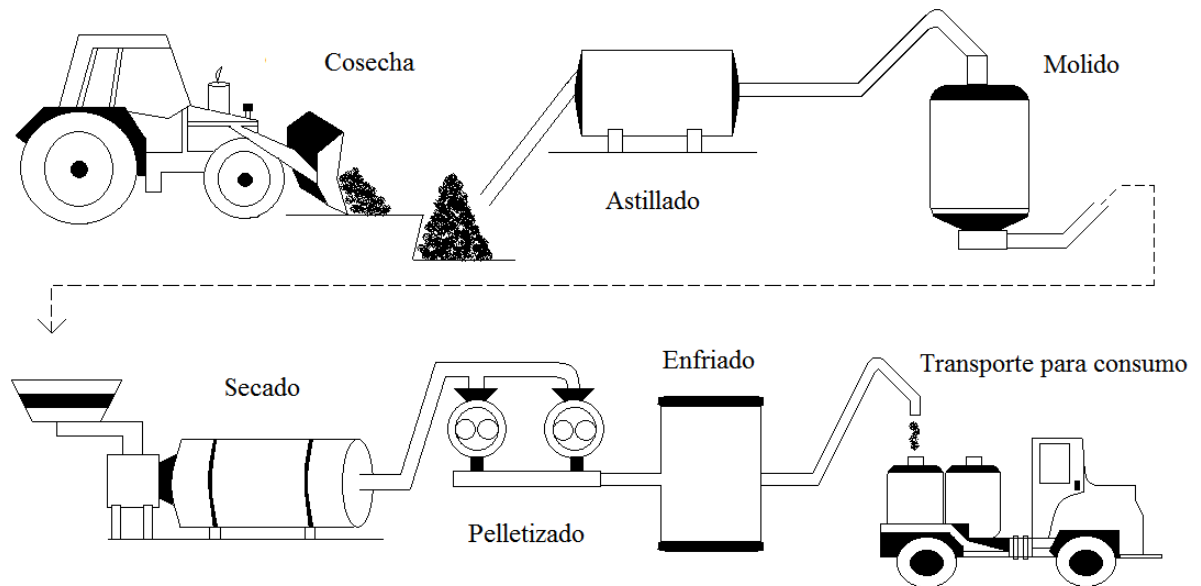 Cosecha
Astillado
Molido
Secado
Pelletizado
Enfriado
Transporte para consumo